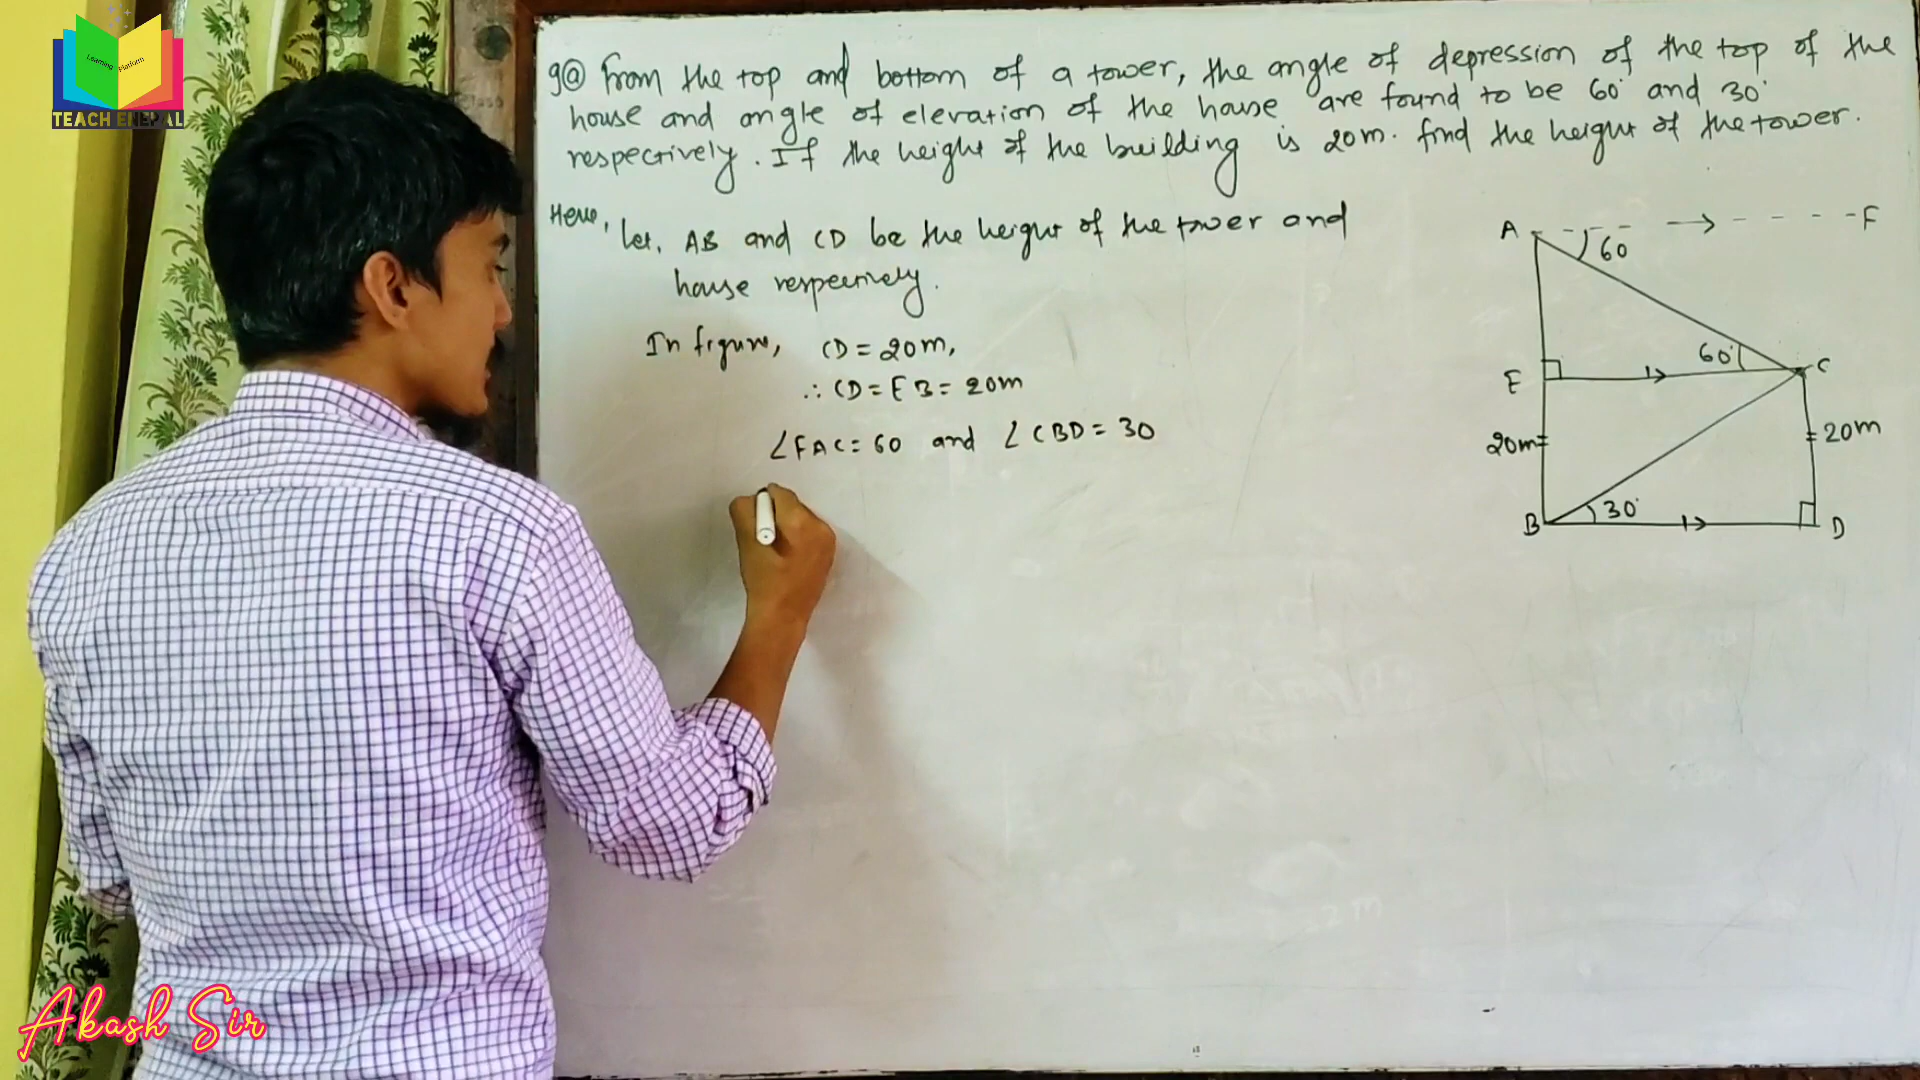 Learning Platform
TEACH ENEPAL
9ⓐ From the top and bottom of a tower, the angle of depression of the top of the
house and angle of elevation of the house are found to be 60° and 30°
respectively. If the height of the building is 20m. find the height of the tower.
Here,
let, AB and CD be the height of the tower and
house respectively.
In figure, CD = 20m,
∴ CD = EB = 20m
∠FAC = 60 and ∠CBD = 30
A F
60
60°
E C
20m 20m
30°
B D
Akash Sir